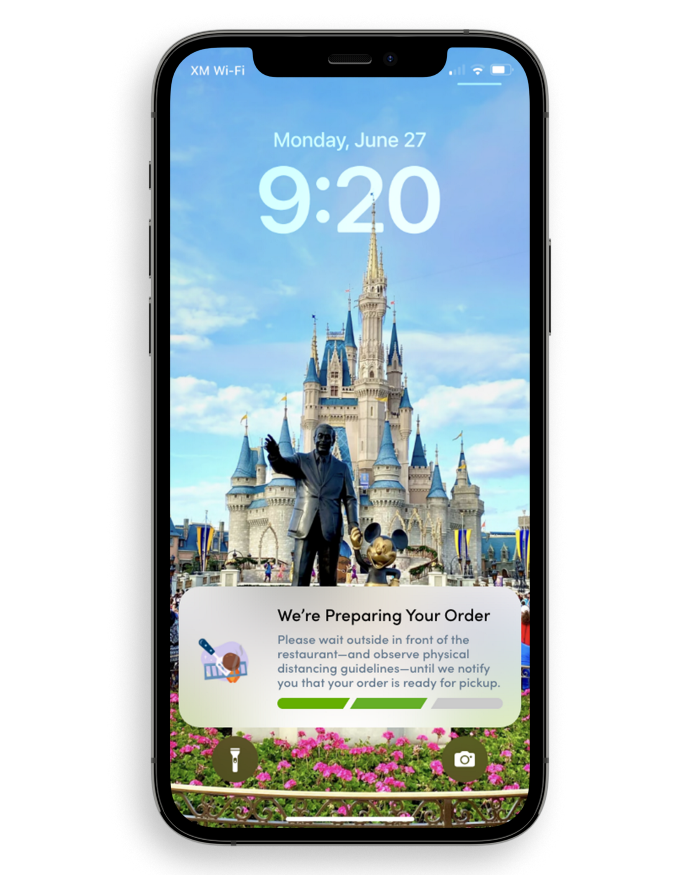 XM Wi-Fi
Monday, June 27
9:20
We’re Preparing Your Order
Please wait outside in front of the
restaurant—and observe physical
distancing guidelines—until we notify
you that your order is ready for pickup.